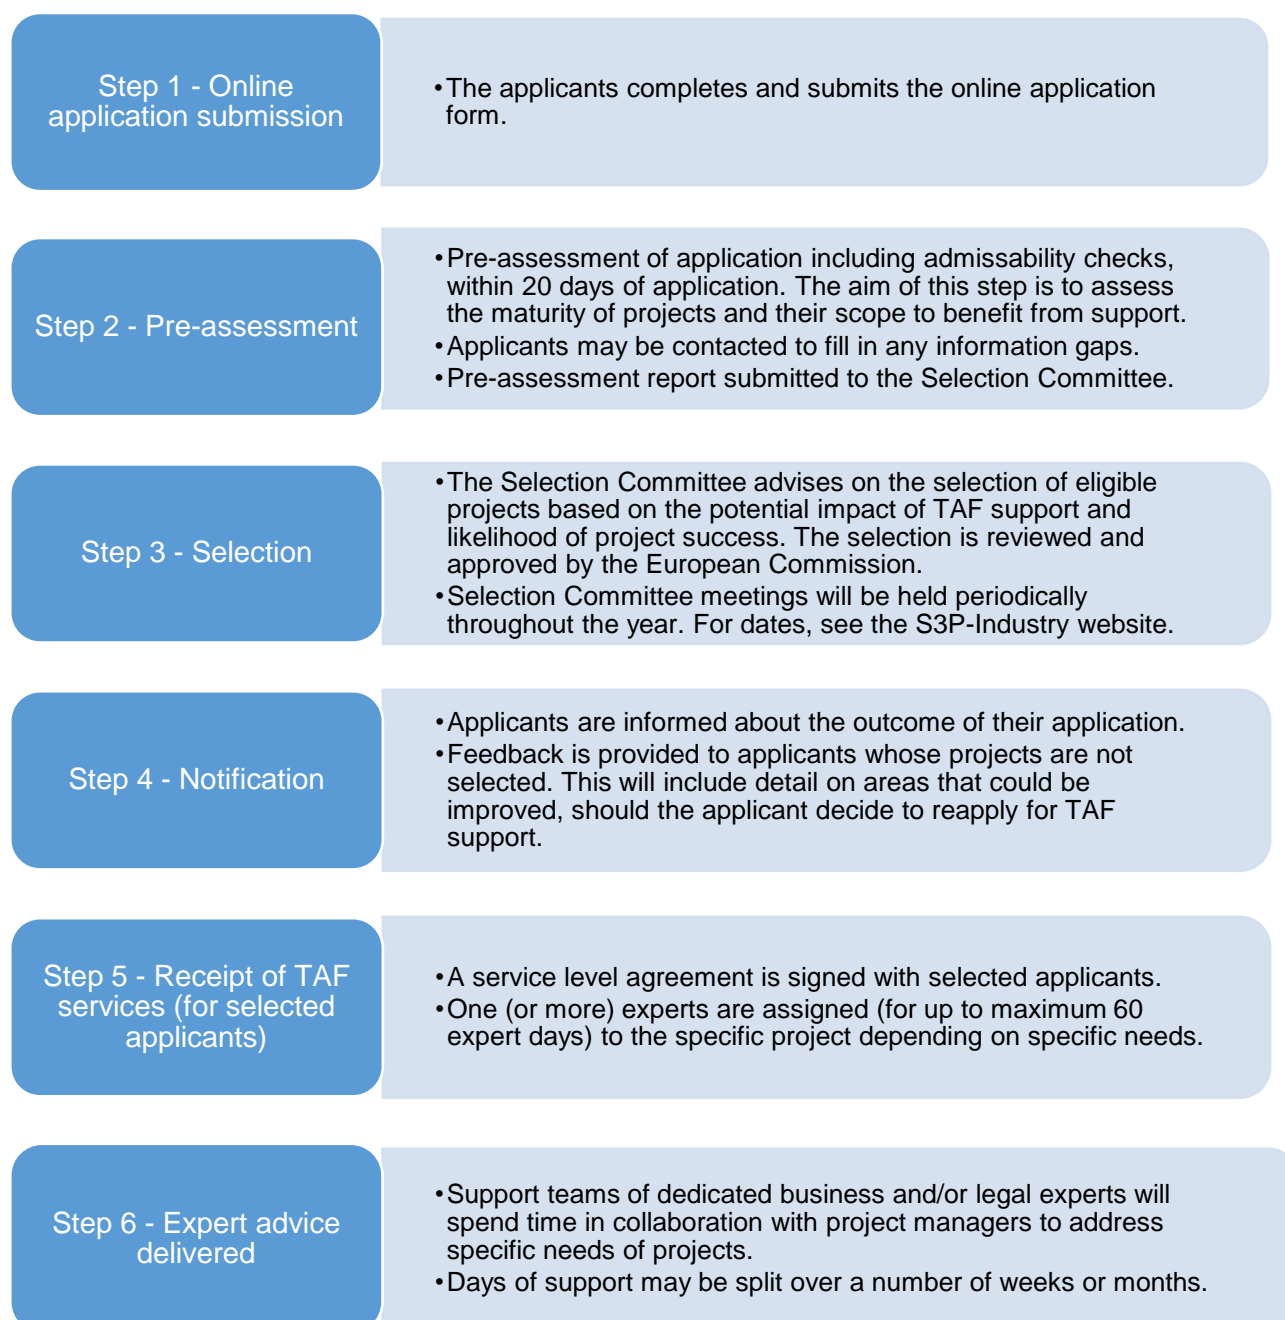 Step 1 - Online
application submission
•The applicants completes and submits the online application
form.
Step 2 - Pre-assessment
•Pre-assessment of application including admissability checks,
within 20 days of application. The aim of this step is to assess
the maturity of projects and their scope to benefit from support.
•Applicants may be contacted to fill in any information gaps.
•Pre-assessment report submitted to the Selection Committee.
Step 3 - Selection
•The Selection Committee advises on the selection of eligible
projects based on the potential impact of TAF support and
likelihood of project success. The selection is reviewed and
approved by the European Commission.
•Selection Committee meetings will be held periodically
throughout the year. For dates, see the S3P-Industry website.
Step 4 - Notification
•Applicants are informed about the outcome of their application.
•Feedback is provided to applicants whose projects are not
selected. This will include detail on areas that could be
improved, should the applicant decide to reapply for TAF
support.
Step 5 - Receipt of TAF
services (for selected
applicants)
•A service level agreement is signed with selected applicants.
•One (or more) experts are assigned (for up to maximum 60
expert days) to the specific project depending on specific needs.
Step 6 - Expert advice
delivered
•Support teams of dedicated business and/or legal experts will
spend time in collaboration with project managers to address
specific needs of projects.
•Days of support may be split over a number of weeks or months.